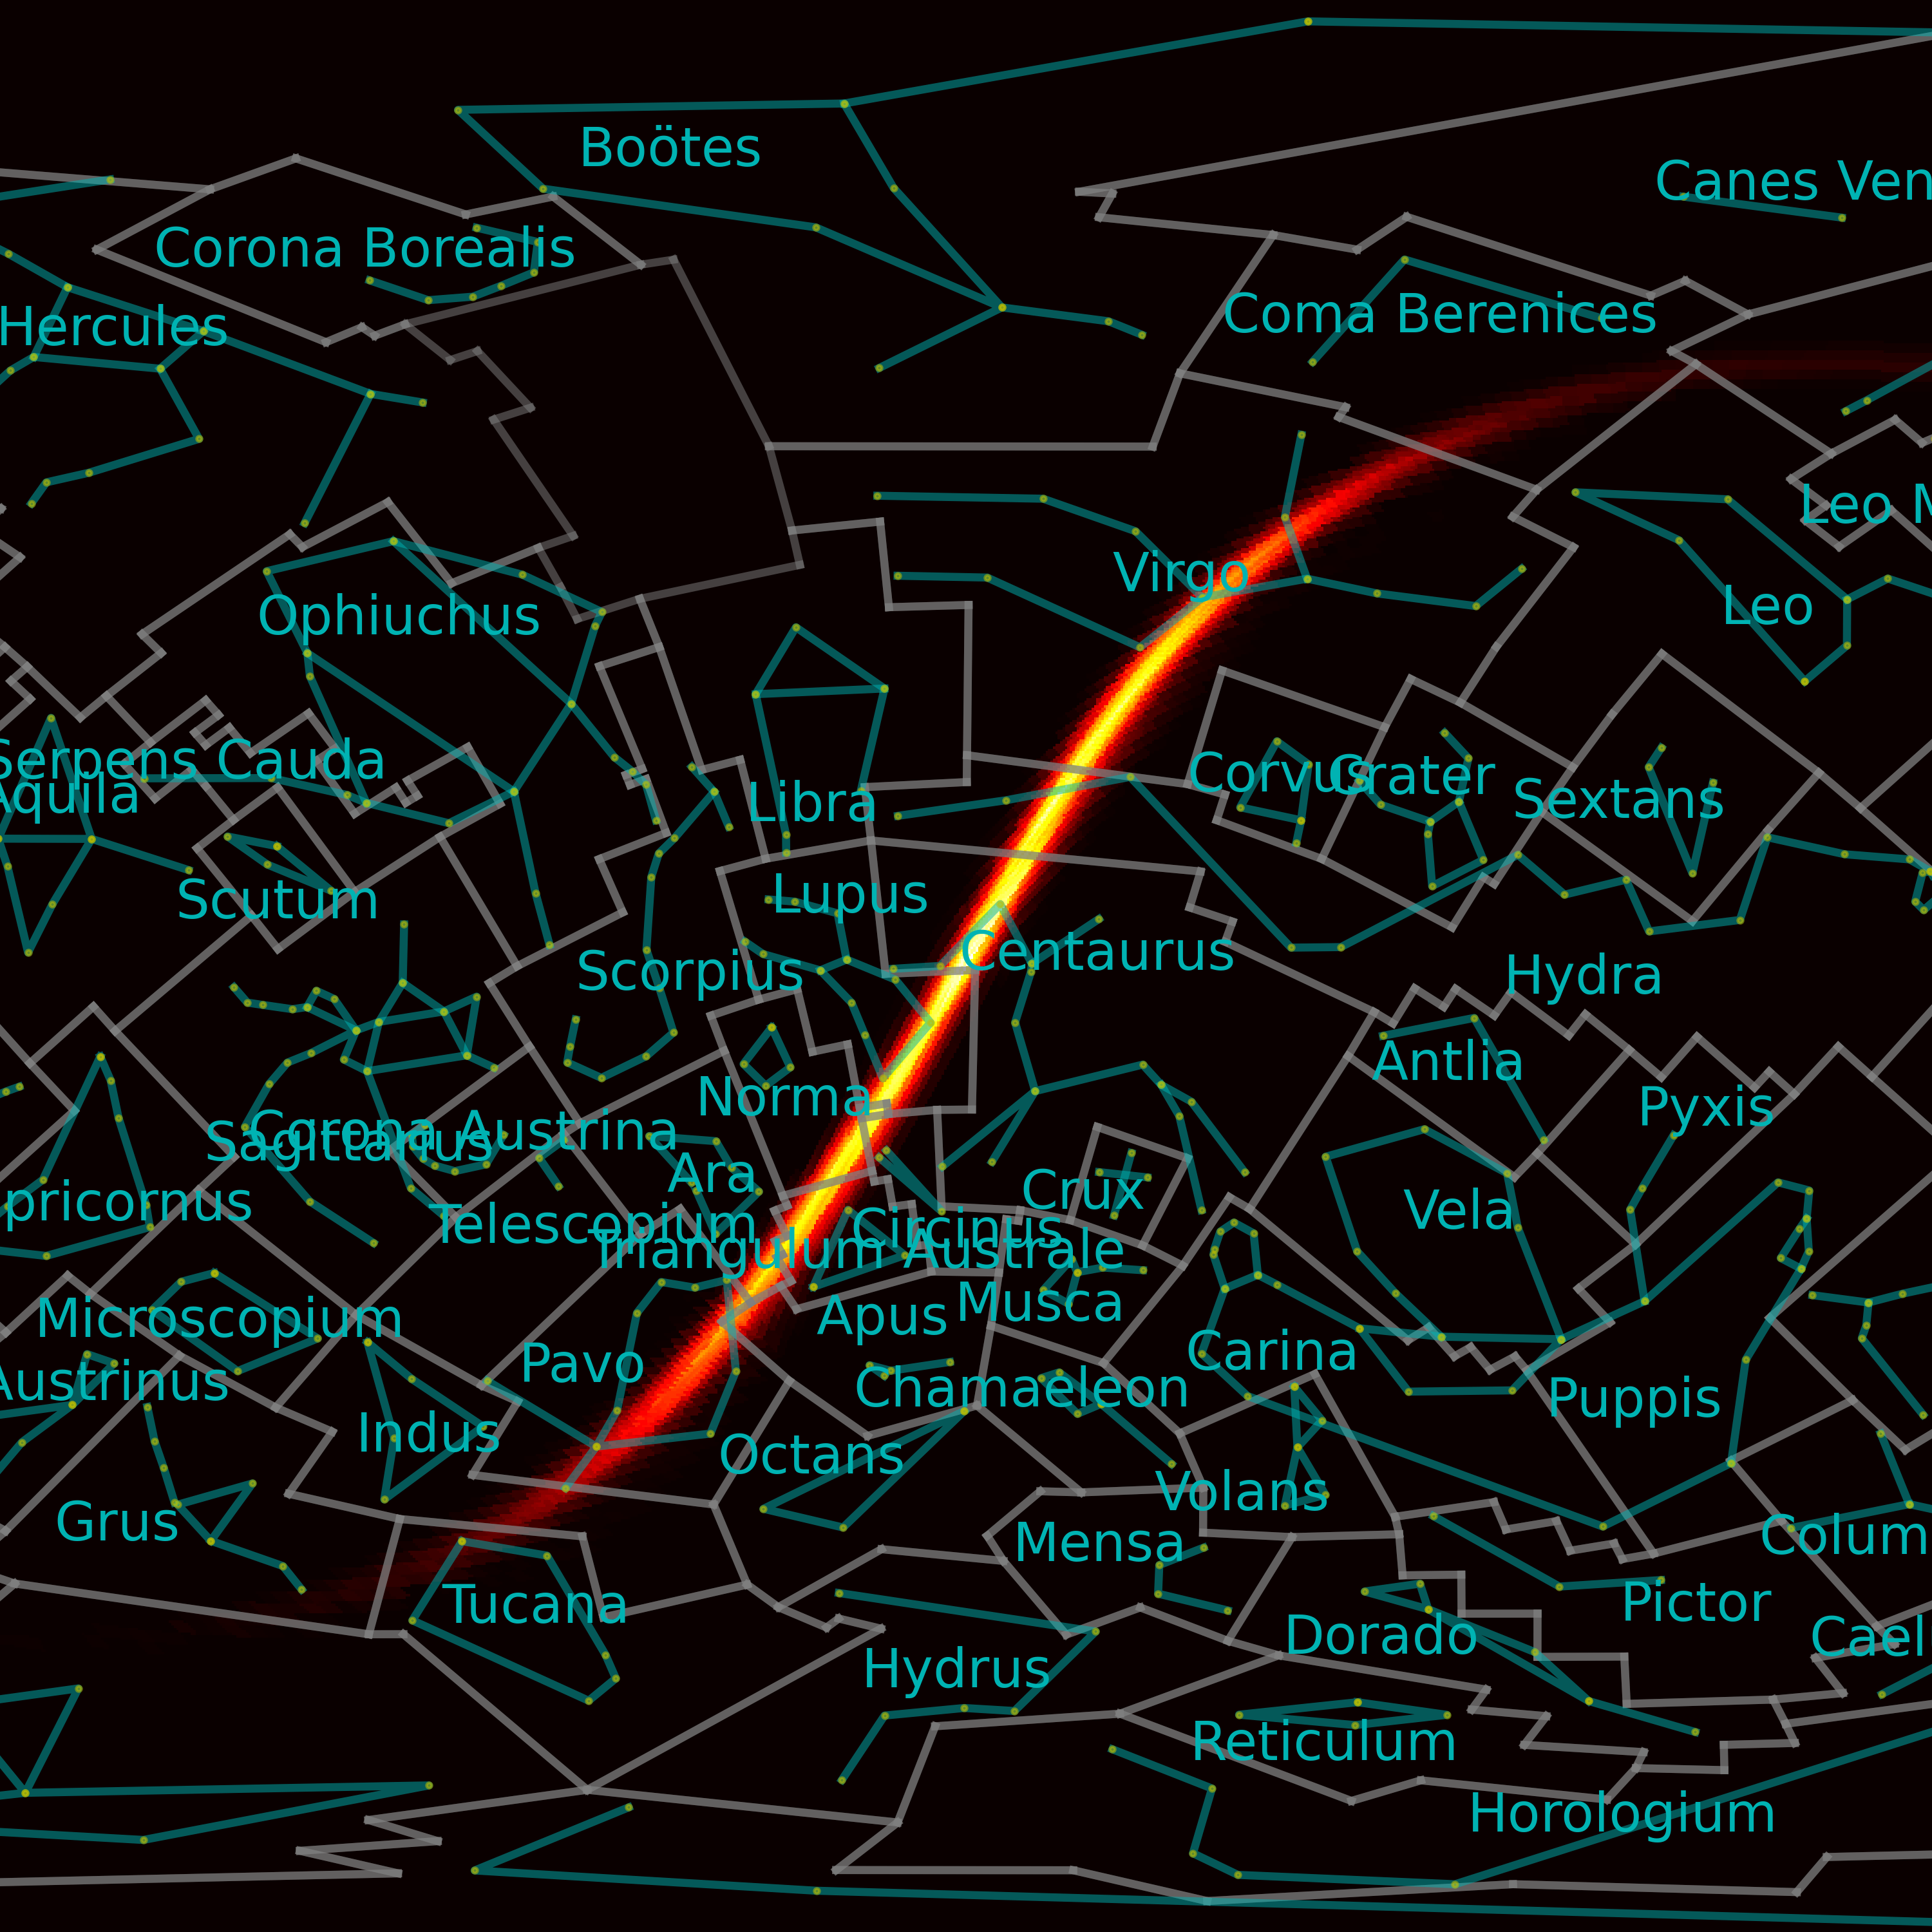 Boötes
Canes Ven
Corona Borealis
Coma Berenices
Hercules
Leo M
Virgo
Leo
Ophiuchus
Serpens Cauda
Corvus
Crater
Aquila
Libra
Sextans
Scutum
Lupus
Centaurus
Scorpius
Hydra
Antlia
Norma
Pyxis
Corona Austrina
Sagittarius
Ara
Crux
pricornus
Vela
Telescopium
Circinus
Triangulum Australe
Musca
Microscopium
Apus
Carina
Pavo
Austrinus
Chamaeleon
Puppis
Indus
Octans
Volans
Grus
Mensa
Colum
Tucana
Pictor
Dorado
Cael
Hydrus
Reticulum
Horologium